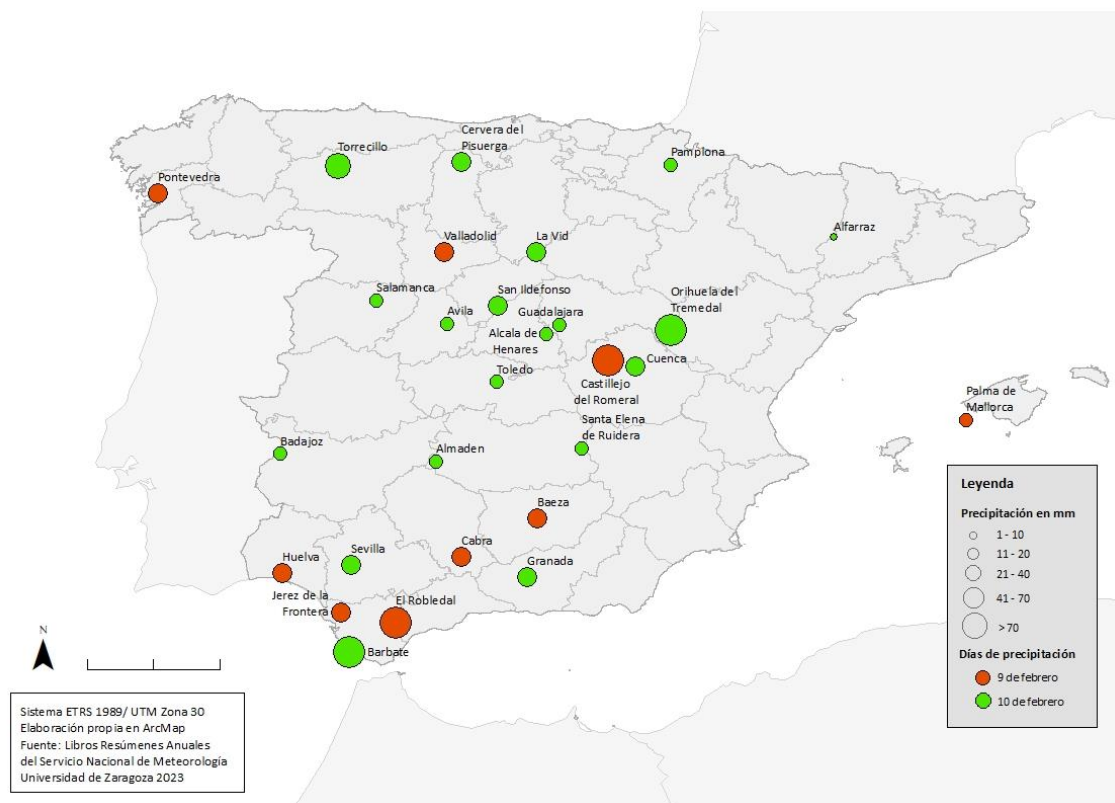 Cervera del
Pisuerga
Torrecillo
Pamplona
Pontevedra
Alfarraz
Valladolid
La Vid
Salamanca
San Ildefonso
Orihuela del
Tremedal
Avila
Guadalajara
Alcala de
Henares
Cuenca
Toledo
Castillejo
del Romeral
Palma de
Mallorca
Santa Elena
de Ruidera
Badajoz
Almaden
Baeza
Huelva
Sevilla
Cabra
Granada
Jerez de la
Frontera
El Robledal
Barbate
N
Leyenda
Precipitación en mm
1 - 10
11 - 20
21 - 40
41 - 70
>70
Días de precipitación
9 de febrero
10 de febrero
Sistema ETRS 1989/ UTM Zona 30
Elaboración propia en ArcMap
Fuente: Libros Resúmenes Anuales
del Servicio Nacional de Meteorología
Universidad de Zaragoza 2023